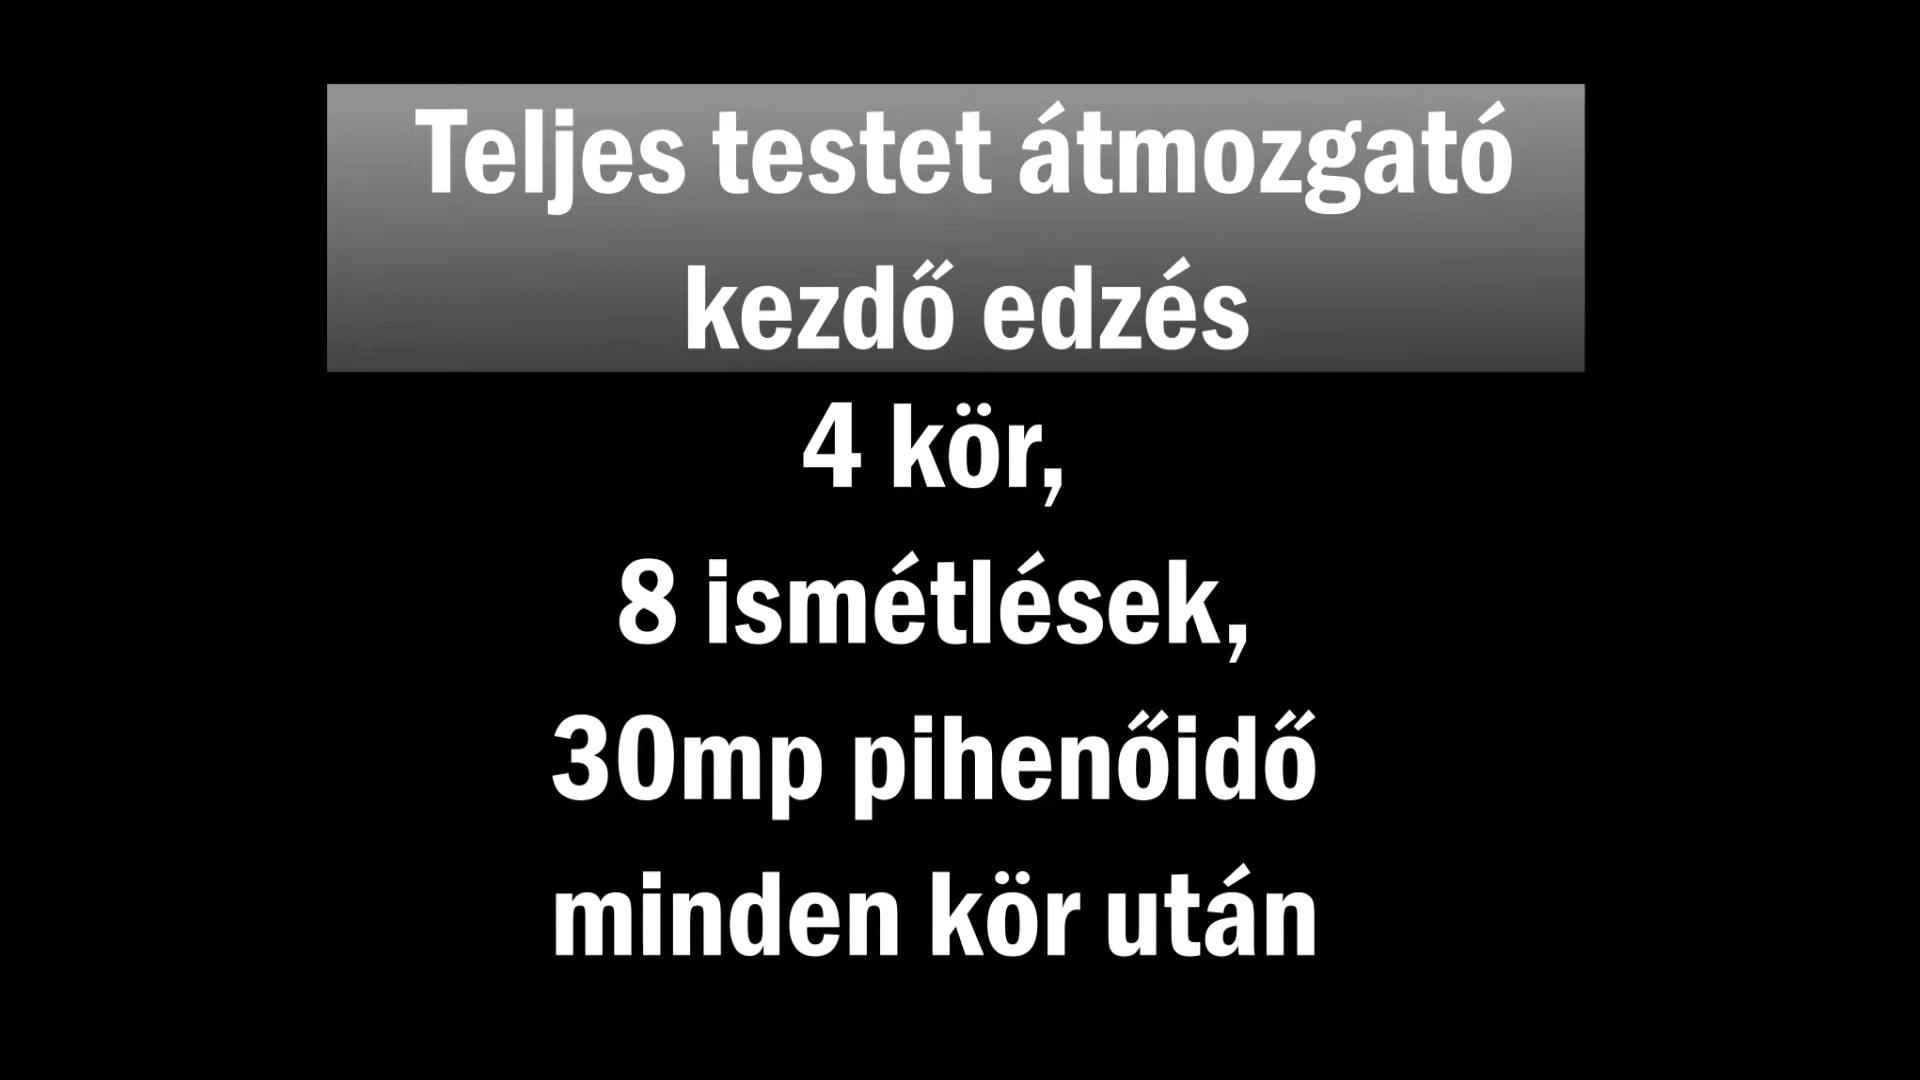 Teljes testet átmozgató
kezdő edzés
4 kör,
8 ismétlések,
30mp pihenőidő
minden kör után